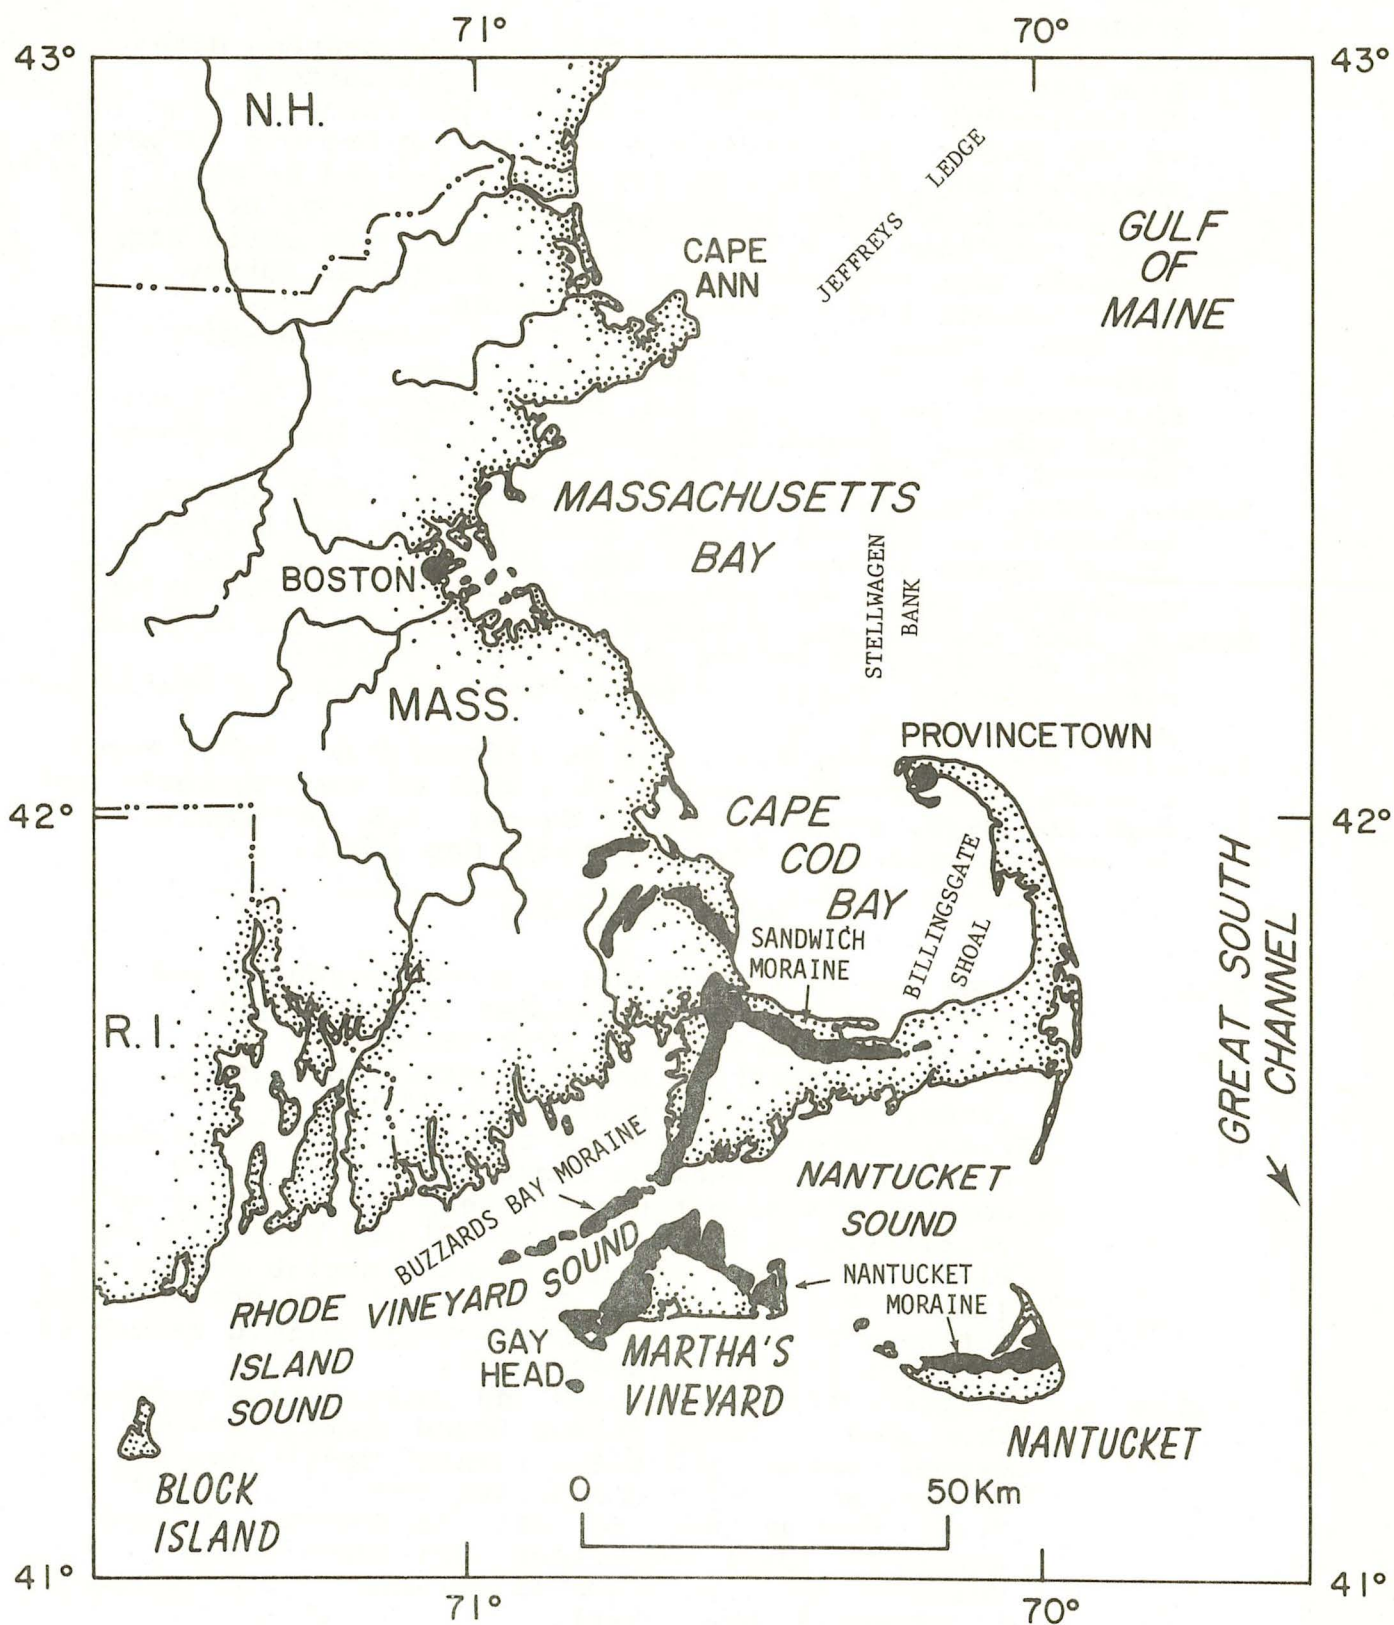 71°
70°
43°
43°
N.H.
LEDGE
JEFFREYS
GULF
OF
MAINE
CAPE
ANN
MASSACHUSETTS
BAY
STELLWAGEN
BANK
BOSTON
MASS.
PROVINCETOWN
42°
42°
CAPE
COD
BAY
BILLINGSGATE
SHOAL
SANDWICH
MORAINE
GREAT SOUTH
CHANNEL
R.I.
BUZZARDS BAY MORAINE
NANTUCKET
SOUND
VINEYARD SOUND
NANTUCKET
MORAINE
RHODE
ISLAND
SOUND
GAY
HEAD
MARTHA'S
VINEYARD
NANTUCKET
BLOCK
ISLAND
0
50Km
41°
41°
71°
70°